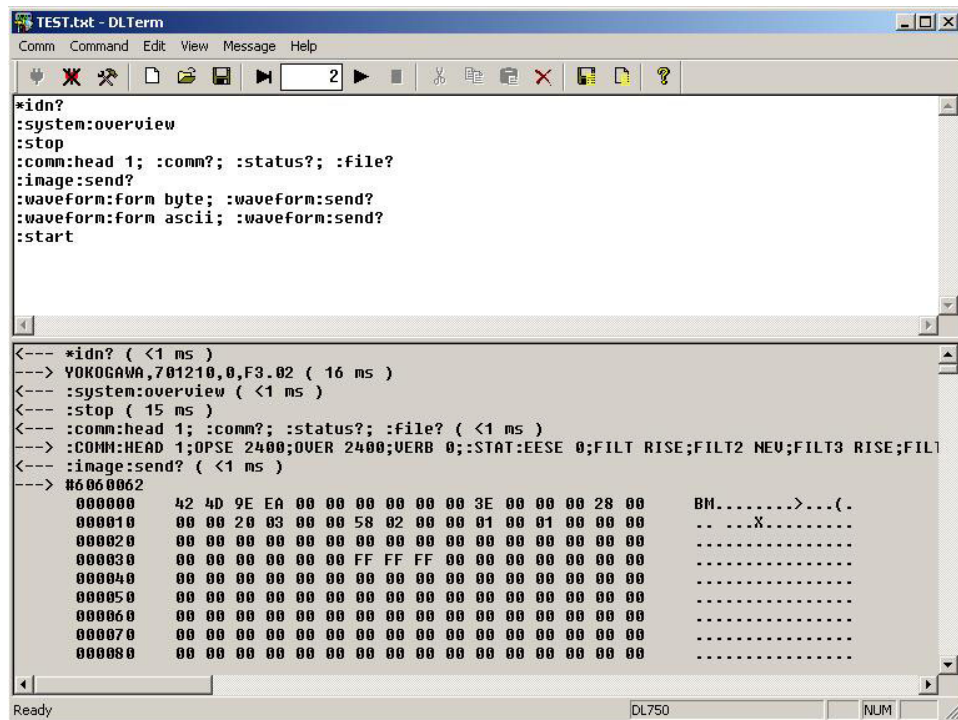 TEST.txt - DLTerm
Comm Command Edit View Message Help
2
*idn?
:system:overview
:stop
:comm:head 1; :comm?; :status?; :file?
:image:send?
:waveform:form byte; :waveform:send?
:waveform:form ascii; :waveform:send?
:start
<--- *idn? ( <1 ms )
---> YOKOGAWA,701210,0,F3.02 ( 16 ms )
<--- :system:overview ( <1 ms )
<--- :stop ( 15 ms )
<--- :comm:head 1; :comm?; :status?; :file? ( <1 ms )
---> :COMM:HEAD 1;OPSE 2400;OVER 2400;VERB 0;:STAT:EESE 0;FILT RISE;FILT2 NEV;FILT3 RISE;FILT
<--- :image:send? ( <1 ms )
---> #6060062
000000 42 4D 9E EA 00 00 00 00 00 00 3E 00 00 00 28 00 BM........>...(.
000010 00 00 20 03 00 00 58 02 00 00 01 00 01 00 00 00 .. ...X.........
000020 00 00 00 00 00 00 00 00 00 00 00 00 00 00 00 00 ................
000030 00 00 00 00 00 00 FF FF FF 00 00 00 00 00 00 00 ................
000040 00 00 00 00 00 00 00 00 00 00 00 00 00 00 00 00 ................
000050 00 00 00 00 00 00 00 00 00 00 00 00 00 00 00 00 ................
000060 00 00 00 00 00 00 00 00 00 00 00 00 00 00 00 00 ................
000070 00 00 00 00 00 00 00 00 00 00 00 00 00 00 00 00 ................
000080 00 00 00 00 00 00 00 00 00 00 00 00 00 00 00 00 ................
Ready DL750 NUM